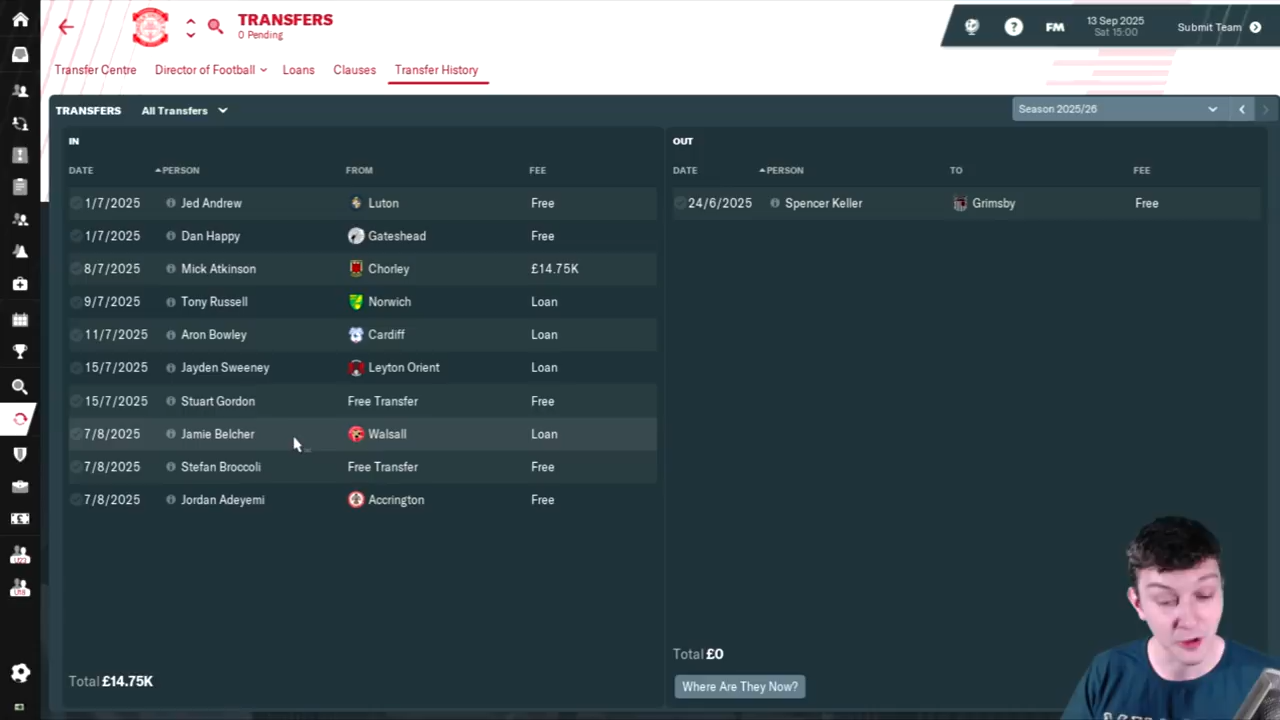 TRANSFERS
0 Pending
FM
13 Sep 2025
Sat 15:00
Submit Team
Transfer Centre
Director of Football
Loans
Clauses
Transfer History
TRANSFERS
All Transfers
Season 2025/26
IN
DATE PERSON FROM FEE
1/7/2025 Jed Andrew Luton Free
1/7/2025 Dan Happy Gateshead Free
8/7/2025 Mick Atkinson Chorley £14.75K
9/7/2025 Tony Russell Norwich Loan
11/7/2025 Aron Bowley Cardiff Loan
15/7/2025 Jayden Sweeney Leyton Orient Loan
15/7/2025 Stuart Gordon Free Transfer Free
7/8/2025 Jamie Belcher Walsall Loan
7/8/2025 Stefan Broccoli Free Transfer Free
7/8/2025 Jordan Adeyemi Accrington Free
Total £14.75K
OUT
DATE PERSON TO FEE
24/6/2025 Spencer Keller Grimsby Free
Total £0
Where Are They Now?
U23
U18